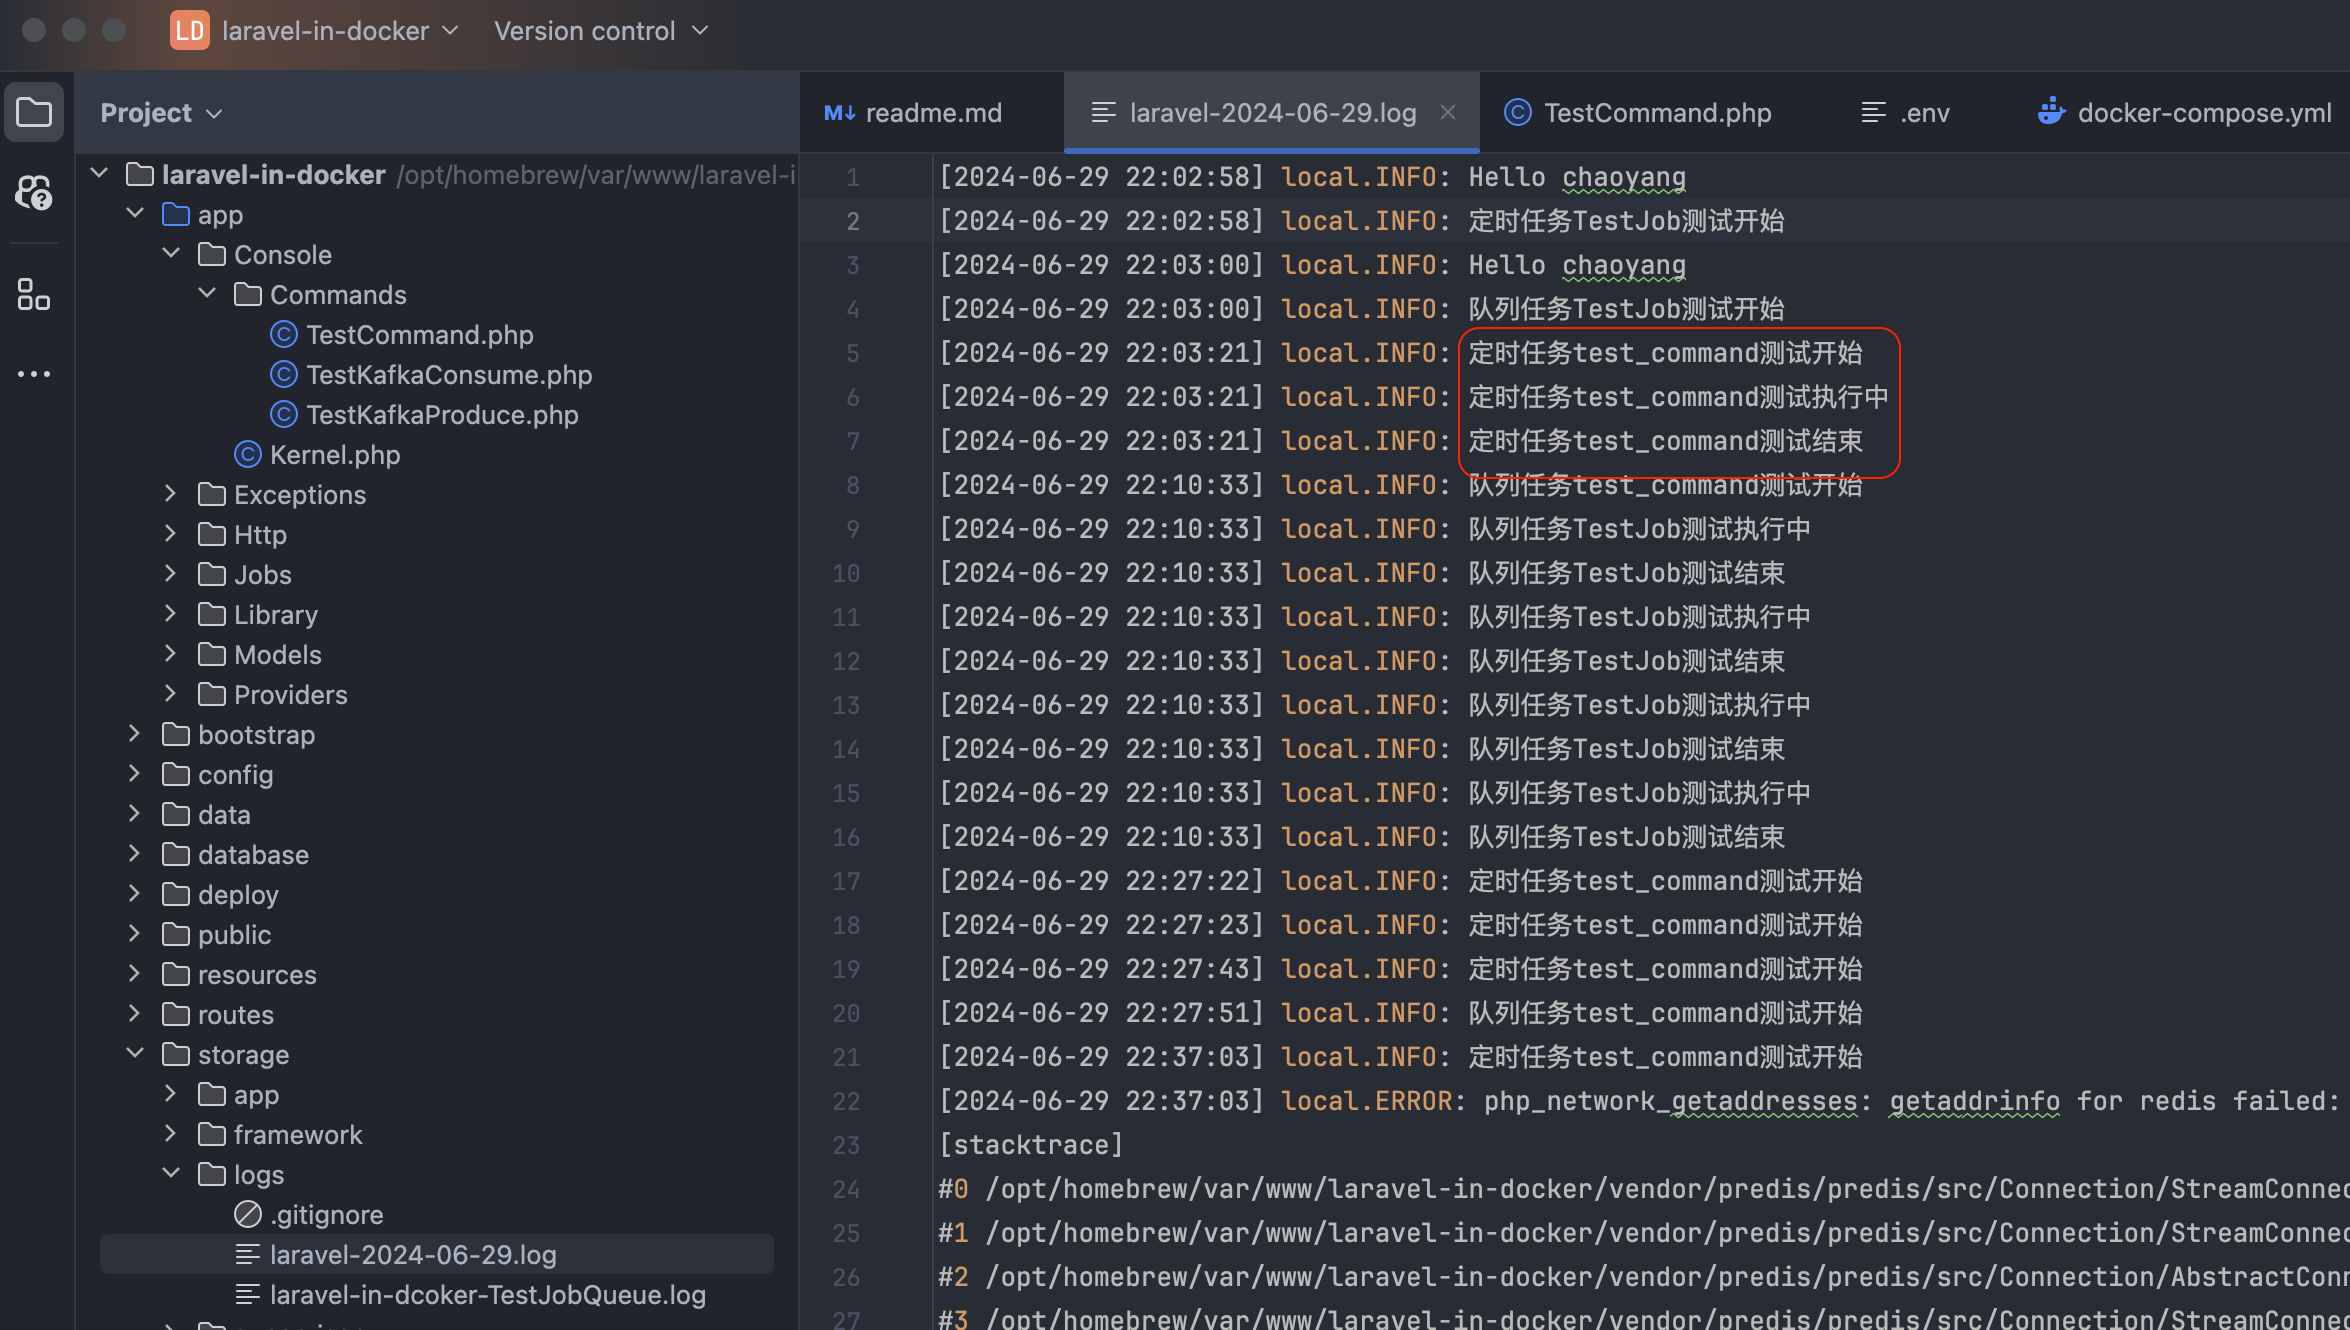 LD laravel-in-docker Version control
Project
readme.md laravel-2024-06-29.log TestCommand.php .env docker-compose.yml
laravel-in-docker /opt/homebrew/var/www/laravel-i
app
Console
Commands
TestCommand.php
TestKafkaConsume.php
TestKafkaProduce.php
Kernel.php
Exceptions
Http
Jobs
Library
Models
Providers
bootstrap
config
data
database
deploy
public
resources
routes
storage
app
framework
logs
.gitignore
laravel-2024-06-29.log
laravel-in-dcoker-TestJobQueue.log
1 [2024-06-29 22:02:58] local.INFO: Hello chaoyang
2 [2024-06-29 22:02:58] local.INFO: 定时任务TestJob测试开始
3 [2024-06-29 22:03:00] local.INFO: Hello chaoyang
4 [2024-06-29 22:03:00] local.INFO: 队列任务TestJob测试开始
5 [2024-06-29 22:03:21] local.INFO: 定时任务test_command测试开始
6 [2024-06-29 22:03:21] local.INFO: 定时任务test_command测试执行中
7 [2024-06-29 22:03:21] local.INFO: 定时任务test_command测试结束
8 [2024-06-29 22:10:33] local.INFO: 队列任务test_command测试开始
9 [2024-06-29 22:10:33] local.INFO: 队列任务TestJob测试执行中
10 [2024-06-29 22:10:33] local.INFO: 队列任务TestJob测试结束
11 [2024-06-29 22:10:33] local.INFO: 队列任务TestJob测试执行中
12 [2024-06-29 22:10:33] local.INFO: 队列任务TestJob测试结束
13 [2024-06-29 22:10:33] local.INFO: 队列任务TestJob测试执行中
14 [2024-06-29 22:10:33] local.INFO: 队列任务TestJob测试结束
15 [2024-06-29 22:10:33] local.INFO: 队列任务TestJob测试执行中
16 [2024-06-29 22:10:33] local.INFO: 队列任务TestJob测试结束
17 [2024-06-29 22:27:22] local.INFO: 定时任务test_command测试开始
18 [2024-06-29 22:27:23] local.INFO: 定时任务test_command测试开始
19 [2024-06-29 22:27:43] local.INFO: 定时任务test_command测试开始
20 [2024-06-29 22:27:51] local.INFO: 队列任务test_command测试开始
21 [2024-06-29 22:37:03] local.INFO: 定时任务test_command测试开始
22 [2024-06-29 22:37:03] local.ERROR: php_network_getaddresses: getaddrinfo for redis failed:
23 [stacktrace]
24 #0 /opt/homebrew/var/www/laravel-in-docker/vendor/predis/predis/src/Connection/StreamConnec
25 #1 /opt/homebrew/var/www/laravel-in-docker/vendor/predis/predis/src/Connection/StreamConnec
26 #2 /opt/homebrew/var/www/laravel-in-docker/vendor/predis/predis/src/Connection/AbstractConn
27 #3 /opt/homebrew/var/www/laravel-in-docker/vendor/predis/predis/src/Connection/StreamConnec